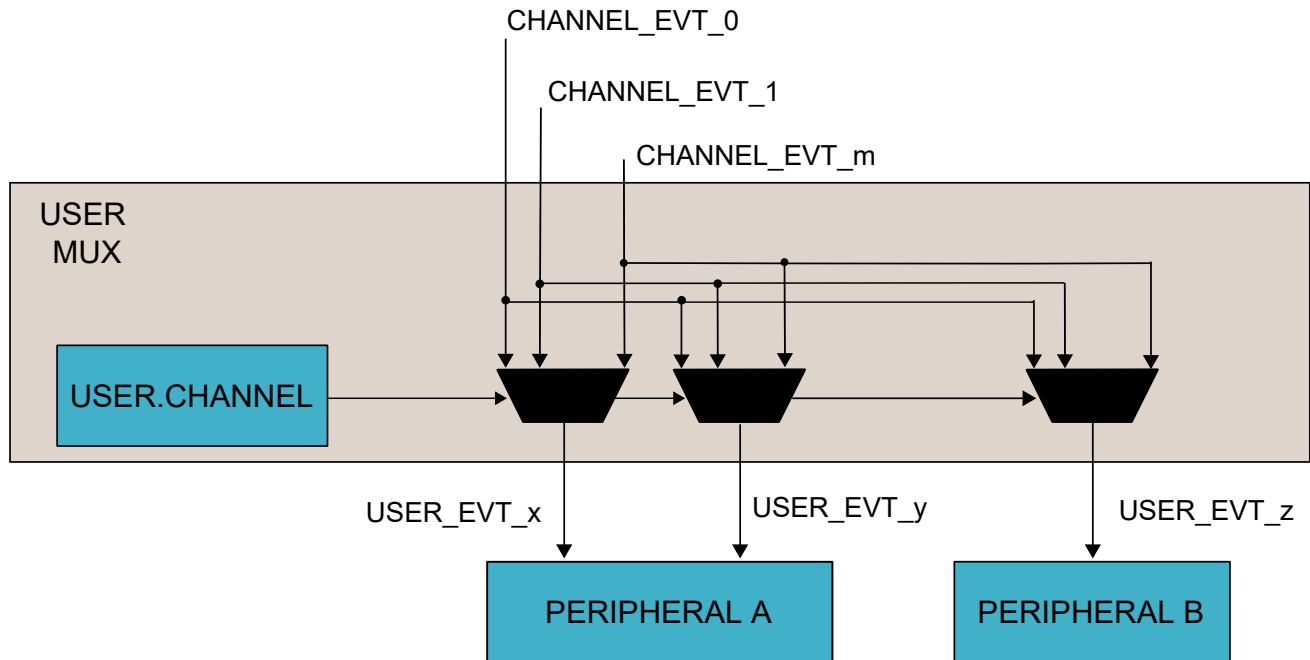 CHANNEL_EVT_0
CHANNEL_EVT_1
CHANNEL_EVT_m
USER
MUX
USER.CHANNEL
USER_EVT_x
USER_EVT_y
USER_EVT_z
PERIPHERAL A
PERIPHERAL B